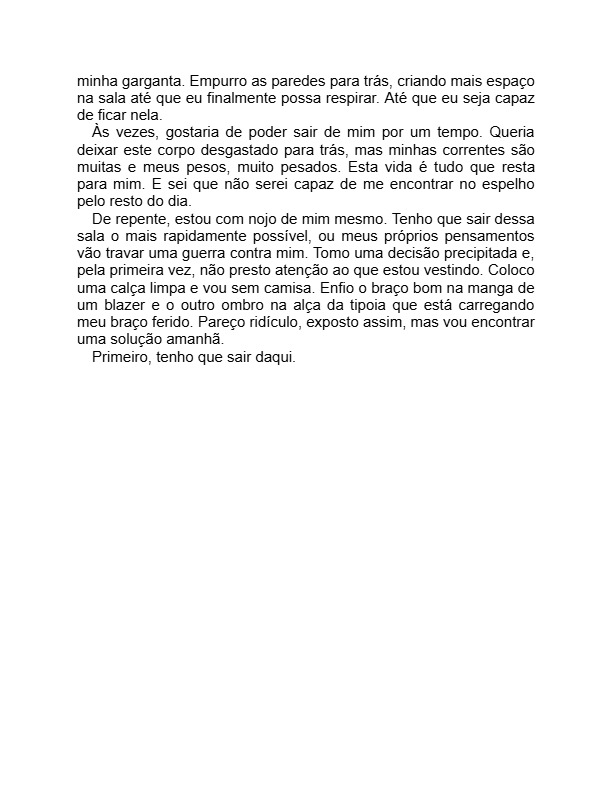 minha garganta. Empurro as paredes para trás, criando mais espaço
na sala até que eu finalmente possa respirar. Até que eu seja capaz
de ficar nela.
Às vezes, gostaria de poder sair de mim por um tempo. Queria
deixar este corpo desgastado para trás, mas minhas correntes são
muitas e meus pesos, muito pesados. Esta vida é tudo que resta
para mim. E sei que não serei capaz de me encontrar no espelho
pelo resto do dia.
De repente, estou com nojo de mim mesmo. Tenho que sair dessa
sala o mais rapidamente possível, ou meus próprios pensamentos
vão travar uma guerra contra mim. Tomo uma decisão precipitada e,
pela primeira vez, não presto atenção ao que estou vestindo. Coloco
uma calça limpa e vou sem camisa. Enfio o braço bom na manga de
um blazer e o outro ombro na alça da tipoia que está carregando
meu braço ferido. Pareço ridículo, exposto assim, mas vou encontrar
uma solução amanhã.
Primeiro, tenho que sair daqui.